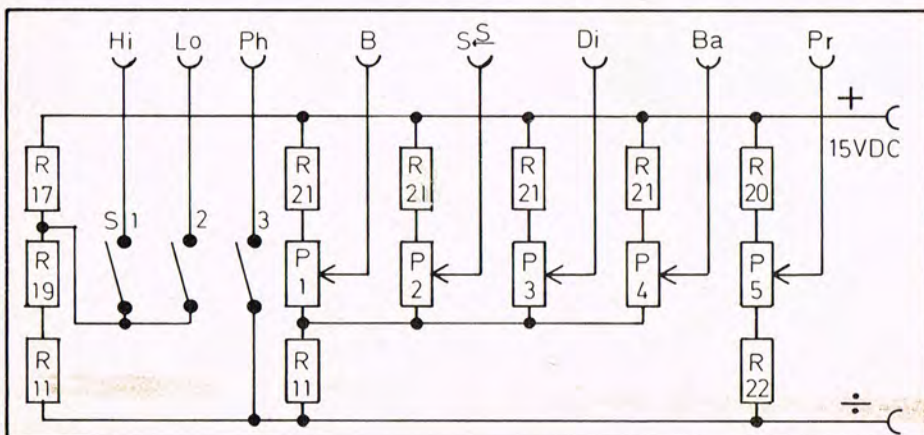 Hi Lo Ph B S-S Di Ba Pr
+
15VDC
R 17 R 21 R 21 R 21 R 21 R 20
S 1 2 3
R 19 P 1 P 2 P 3 P 4 P 5
R 11 R 11 R 22
÷